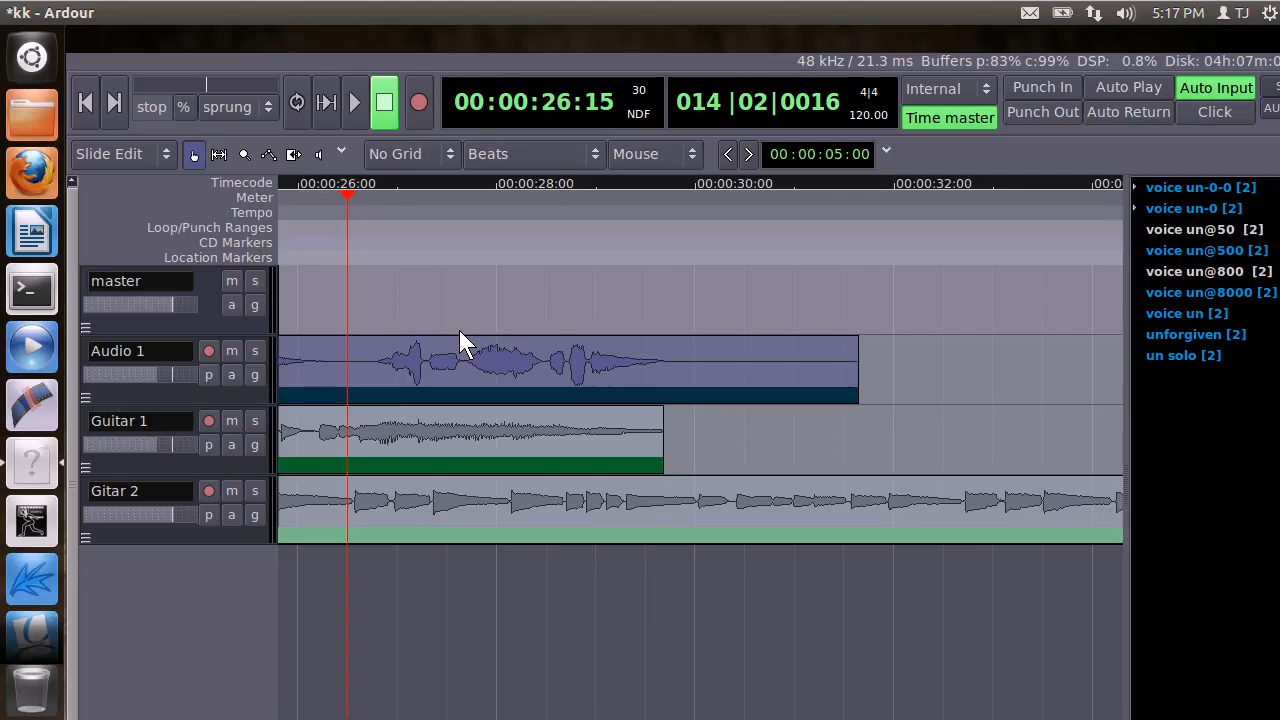 *kk - Ardour
5:17 PM TJ
48 kHz / 21.3 ms Buffers p:83% c:99% DSP: 0.8% Disk: 04h:07m:0
stop % sprung
00:00:26:15 30 NDF
014|02|0016 4|4 120.00
Internal
Time master
Punch In Auto Play Auto Input
Punch Out Auto Return Click
Slide Edit No Grid Beats Mouse 00:00:05:00
Timecode 00:00:26:00 00:00:28:00 00:00:30:00 00:00:32:00 00:0
Meter
Tempo
Loop/Punch Ranges
CD Markers
Location Markers
master m s
a g
Audio 1 m s
p a g
Guitar 1 m s
p a g
Gitar 2 m s
p a g
voice un-0-0 [2]
voice un-0 [2]
voice un@50 [2]
voice un@500 [2]
voice un@800 [2]
voice un@8000 [2]
voice un [2]
unforgiven [2]
un solo [2]